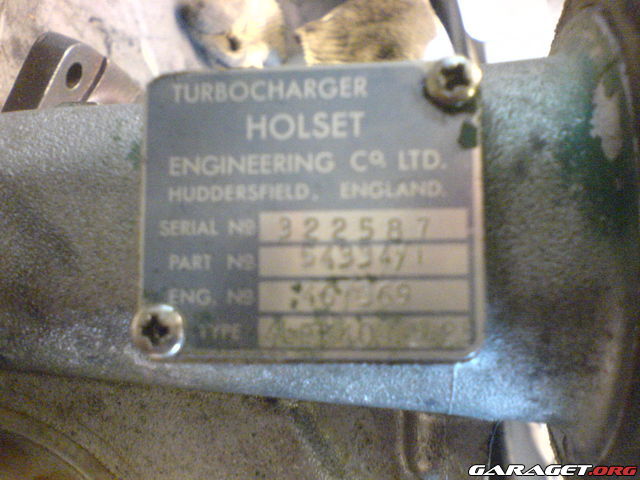 TURBOCHARGER
HOLSET
ENGINEERING Cº LTD.
HUDDERSFIELD, ENGLAND.
SERIAL Nº 322587
PART Nº
ENG. Nº
TYPE
GARAGET.ORG